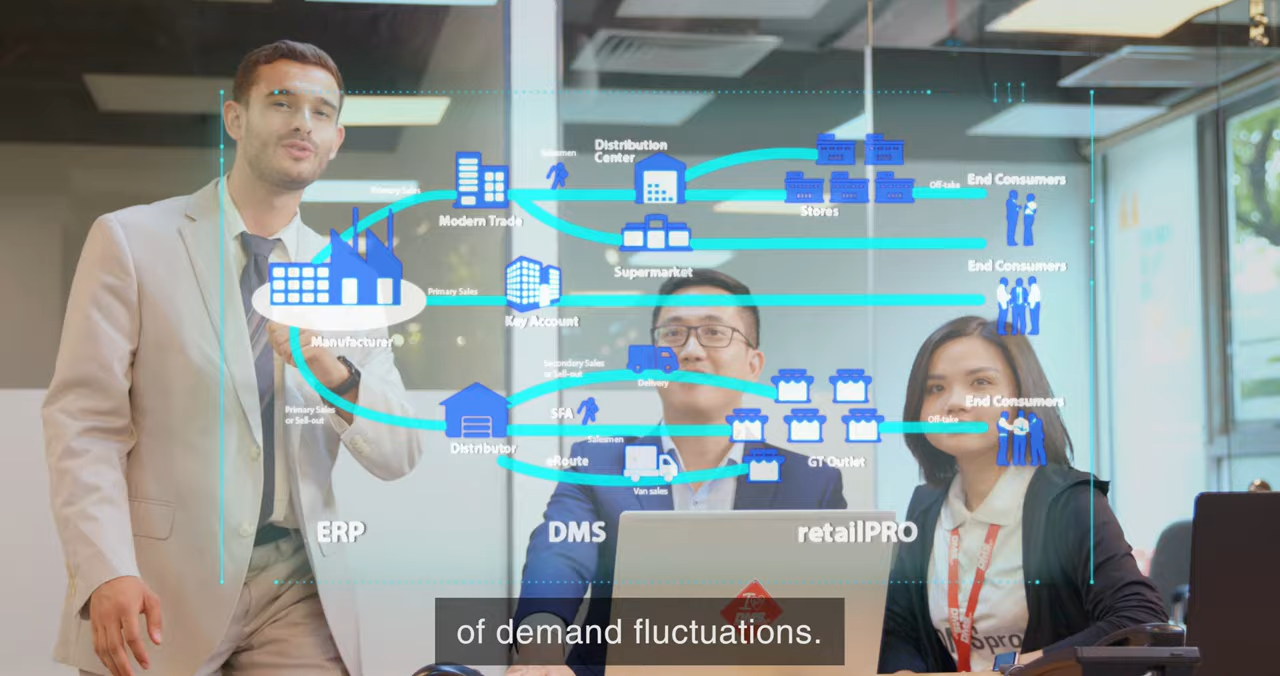 Distribution
Center
Salesmen
Stores
Off-take
End Consumers
Primary Sales
Modern Trade
Supermarket
End Consumers
Primary Sales
Key Account
Manufacturer
Secondary Sales
or Sell-out
Delivery
Primary Sales
or Sell-out
SFA
Salesmen
Off-take
End Consumers
Distributor
eRoute
Van sales
GT Outlet
ERP
DMS
retailPRO
of demand fluctuations.